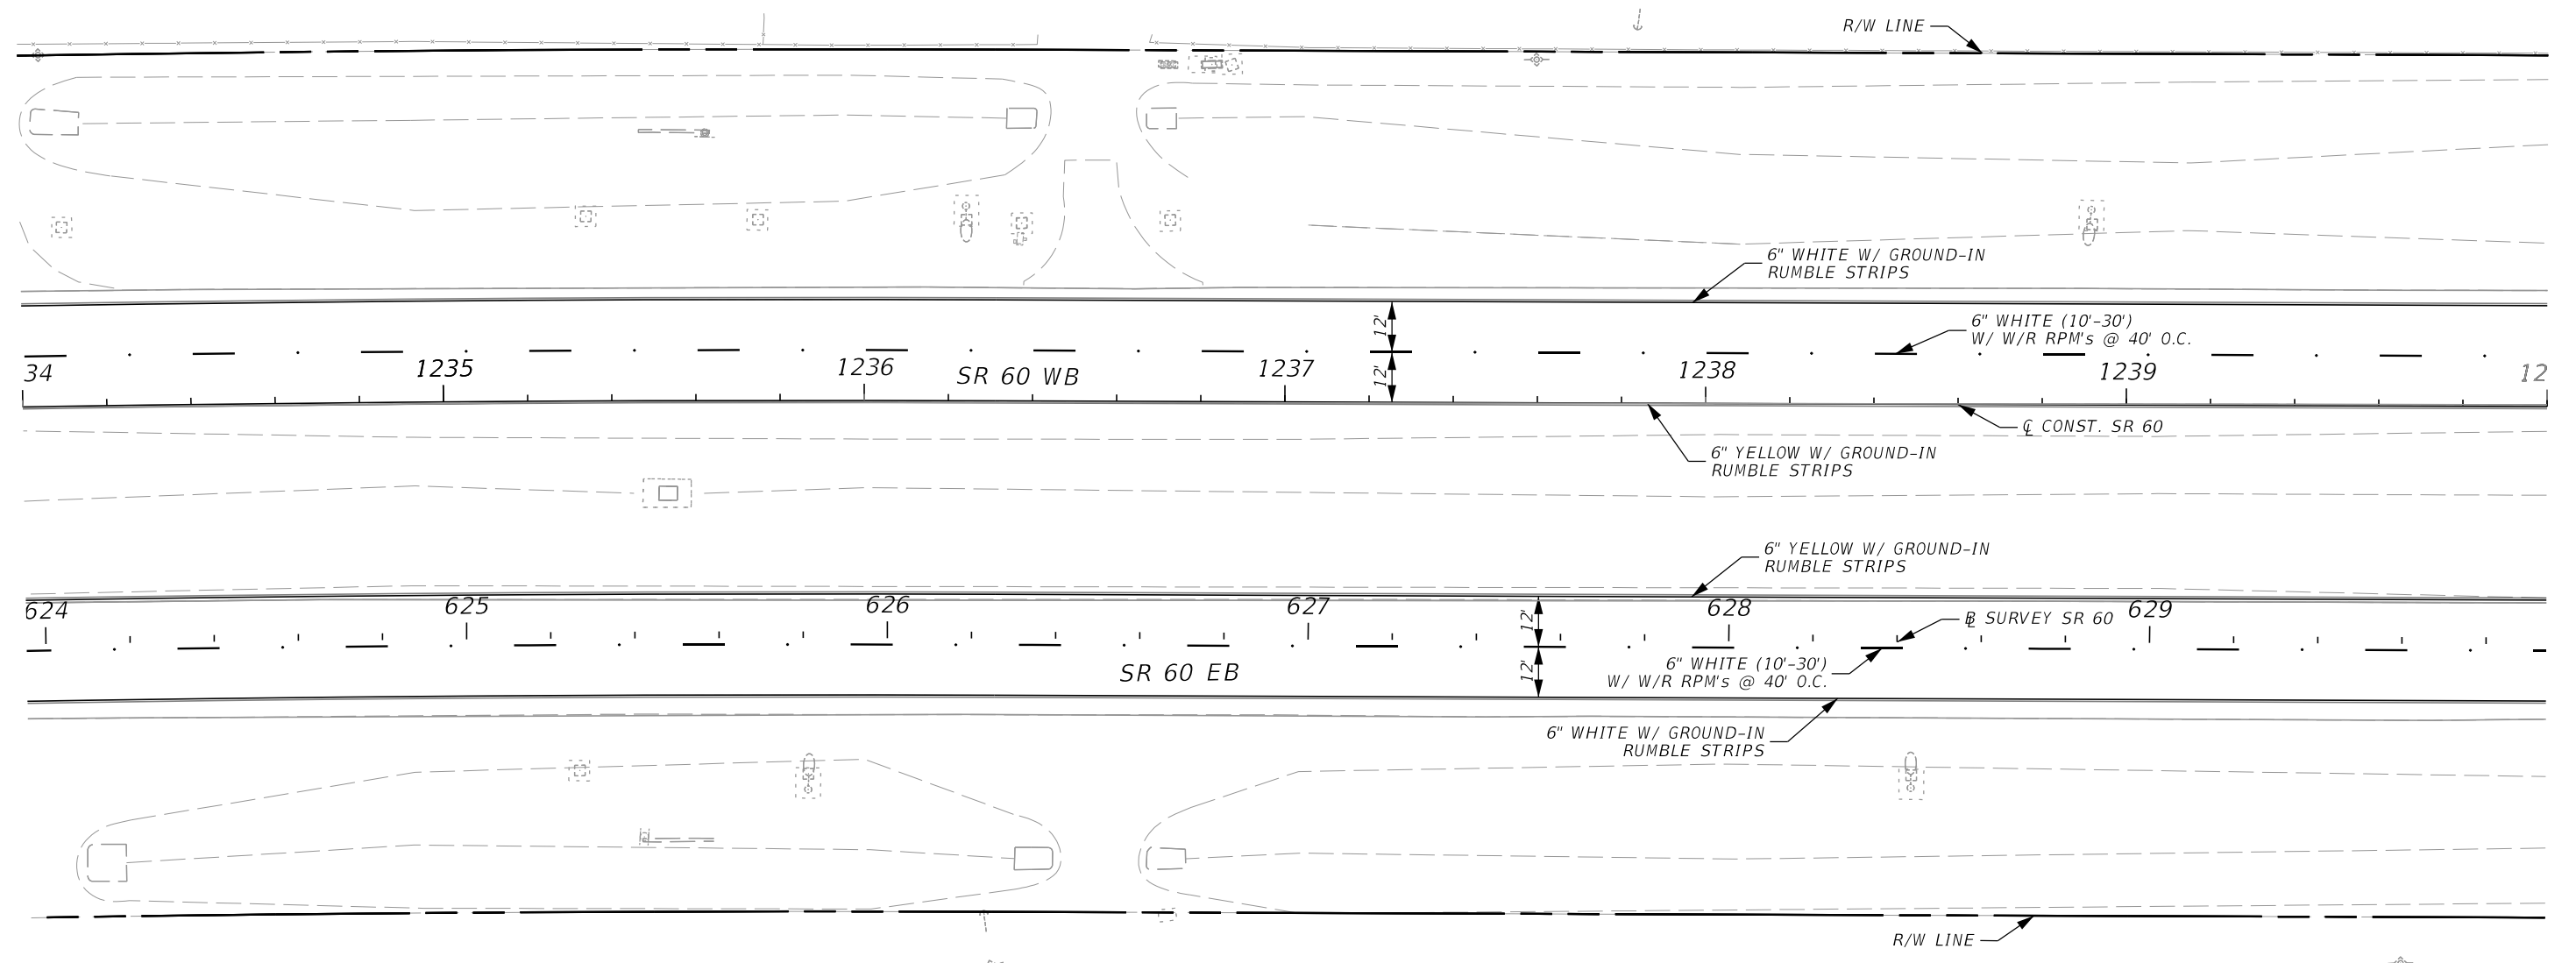 R/W LINE
6" WHITE W/ GROUND-IN
RUMBLE STRIPS
12'
6" WHITE (10'-30')
W/ W/R RPM's @ 40' O.C.
34
1235
1236
SR 60 WB
1237
12'
1238
1239
12
℄ CONST. SR 60
6" YELLOW W/ GROUND-IN
RUMBLE STRIPS
6" YELLOW W/ GROUND-IN
RUMBLE STRIPS
624
625
626
627
12'
628
629
BL SURVEY SR 60
SR 60 EB
12'
6" WHITE (10'-30')
W/ W/R RPM's @ 40' O.C.
6" WHITE W/ GROUND-IN
RUMBLE STRIPS
R/W LINE